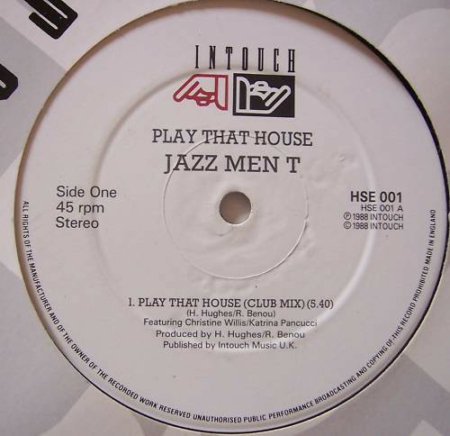 INTOUCH
PLAY THAT HOUSE
JAZZ MEN T
Side One
45 rpm
Stereo
HSE 001
HSE 001 A
Ⓟ 1988 INTOUCH
© 1988 INTOUCH
1. PLAY THAT HOUSE (CLUB MIX) (5.40)
(H. Hughes/R. Benou)
Featuring Christine Willis/Katrina Pancucci
Produced by H. Hughes/R. Benou
Published by Intouch Music U.K.
ALL RIGHTS OF THE MANUFACTURER AND OF THE OWNER OF THE RECORDED WORK RESERVED UNAUTHORISED PUBLIC PERFORMANCE BROADCASTING AND COPYING OF THIS RECORD PROHIBITED MADE IN ENGLAND